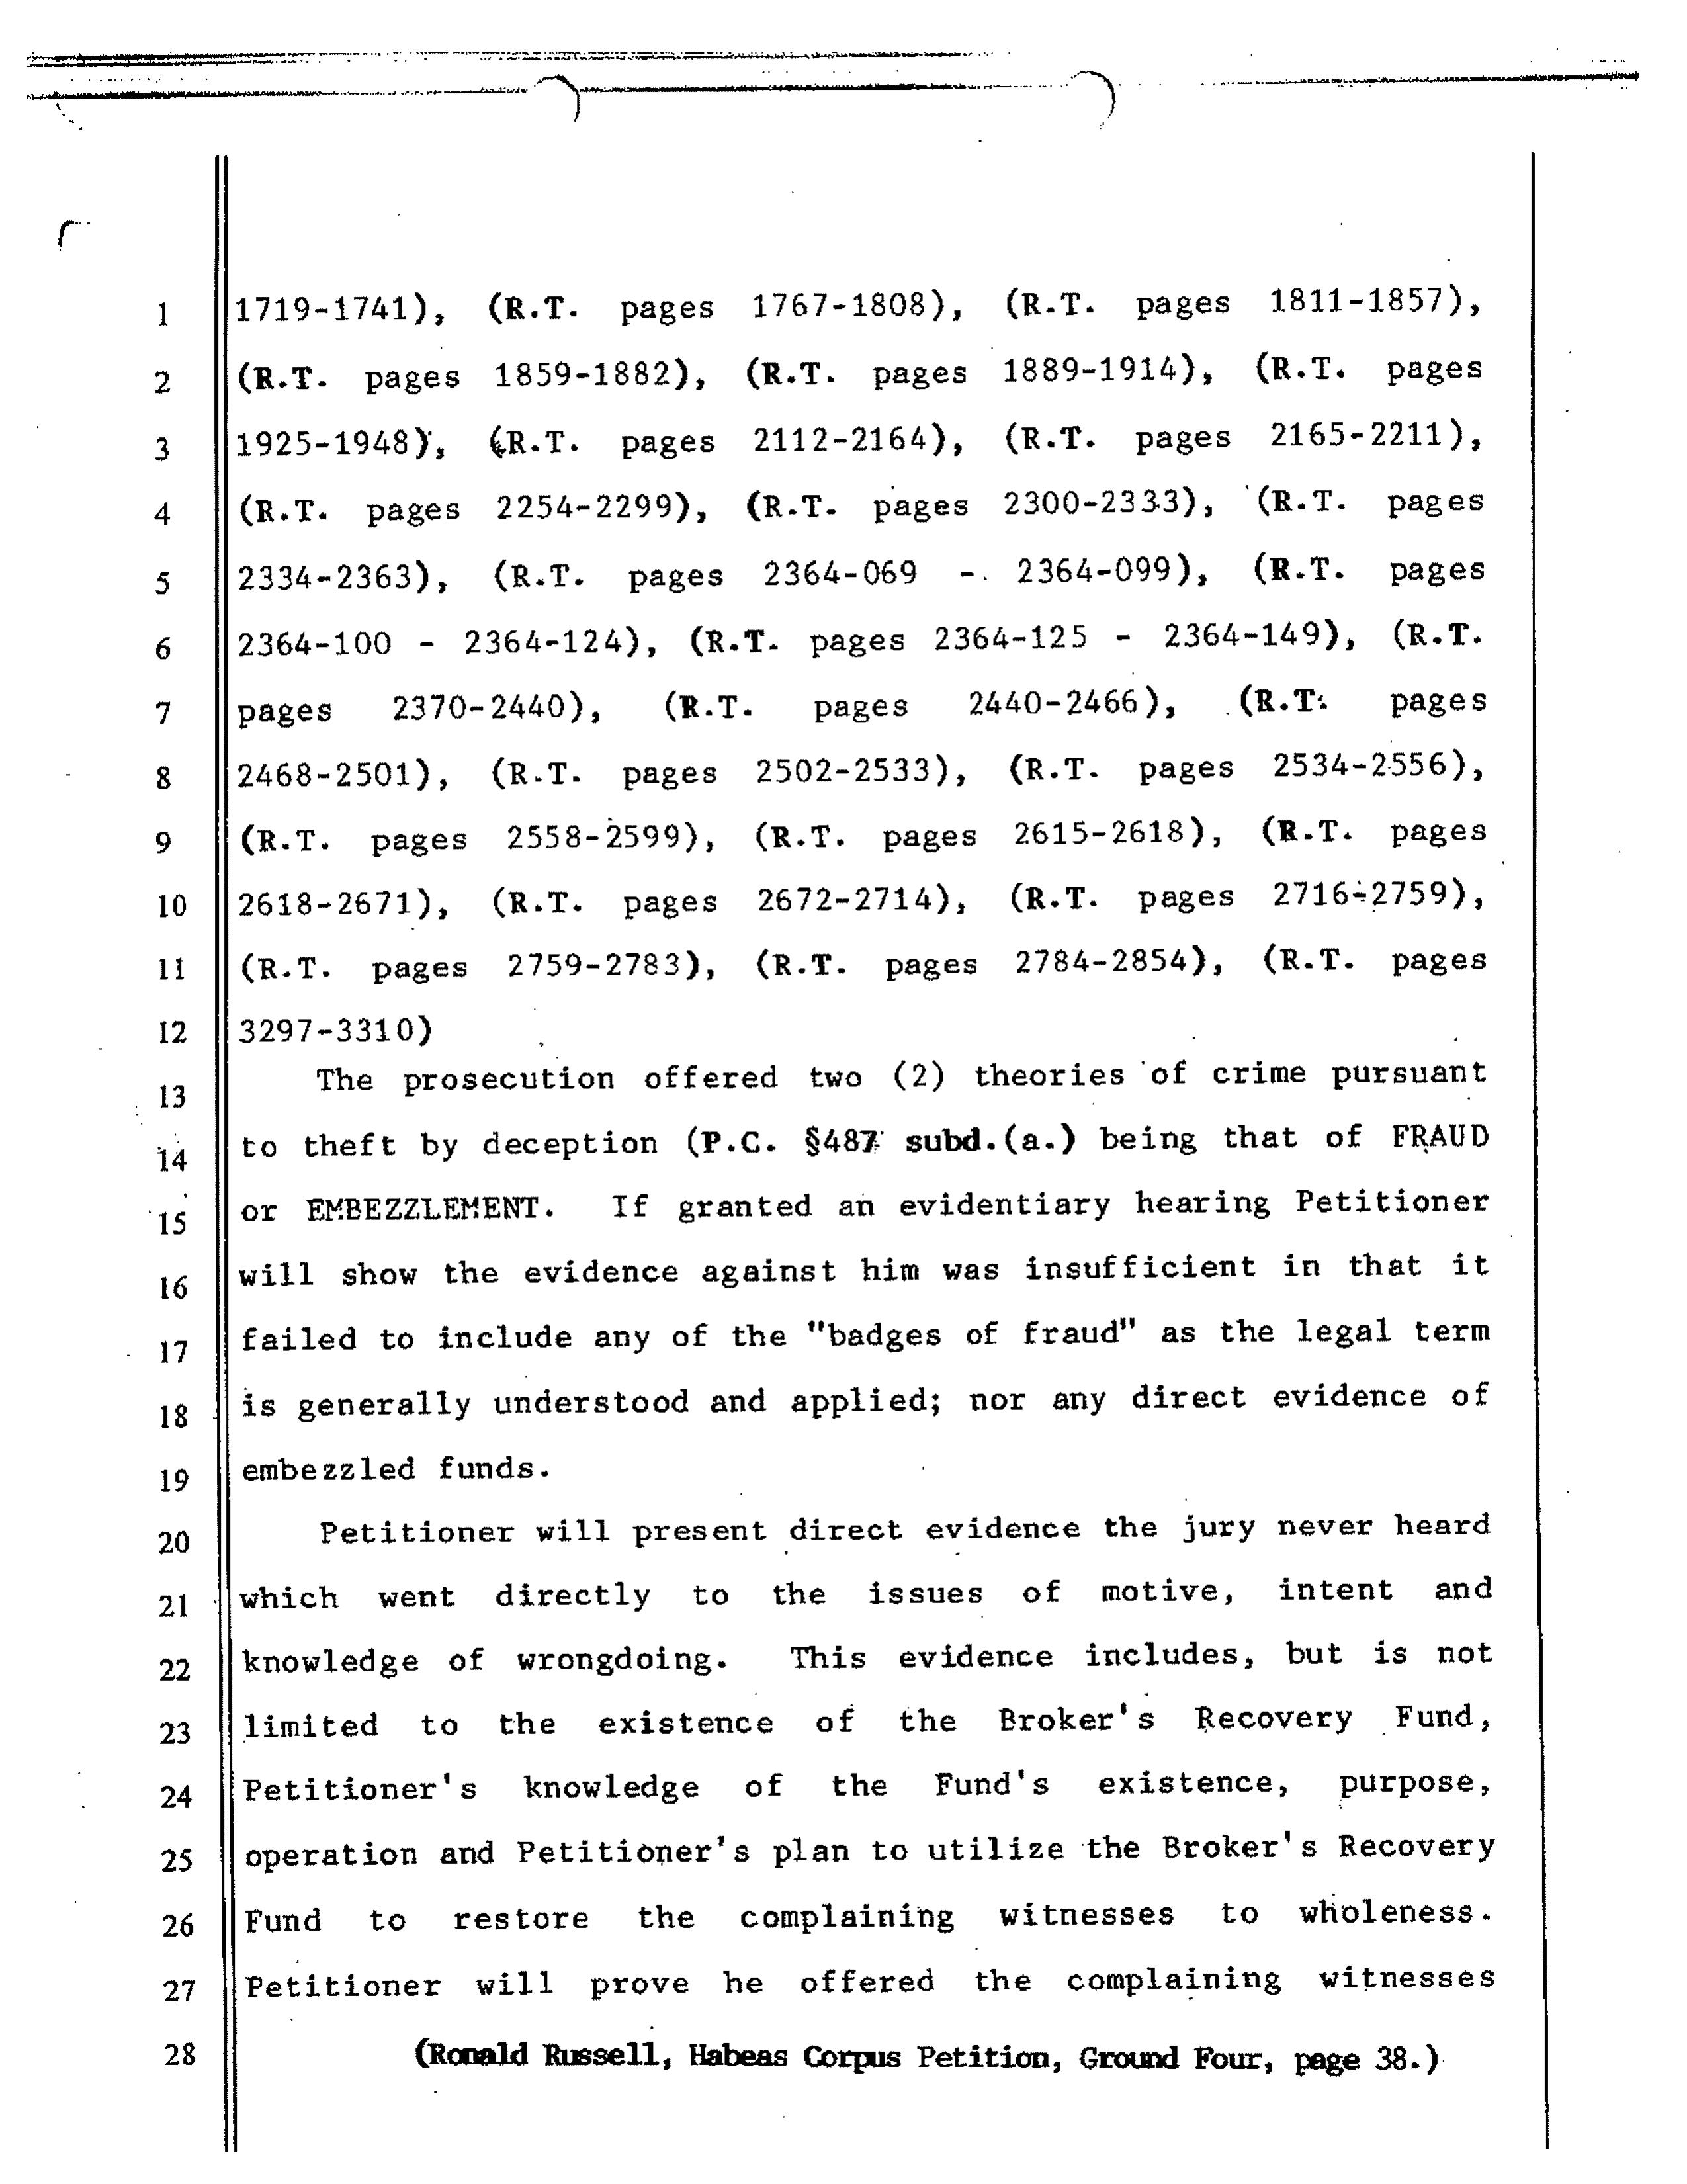 1 1719-1741), (R.T. pages 1767-1808), (R.T. pages 1811-1857),
2 (R.T. pages 1859-1882), (R.T. pages 1889-1914), (R.T. pages
3 1925-1948), (R.T. pages 2112-2164), (R.T. pages 2165-2211),
4 (R.T. pages 2254-2299), (R.T. pages 2300-2333), (R.T. pages
5 2334-2363), (R.T. pages 2364-069 - 2364-099), (R.T. pages
6 2364-100 - 2364-124), (R.T. pages 2364-125 - 2364-149), (R.T.
7 pages 2370-2440), (R.T. pages 2440-2466), (R.T. pages
8 2468-2501), (R.T. pages 2502-2533), (R.T. pages 2534-2556),
9 (R.T. pages 2558-2599), (R.T. pages 2615-2618), (R.T. pages
10 2618-2671), (R.T. pages 2672-2714), (R.T. pages 2716-2759),
11 (R.T. pages 2759-2783), (R.T. pages 2784-2854), (R.T. pages
12 3297-3310)
13 The prosecution offered two (2) theories of crime pursuant
14 to theft by deception (P.C. §487 subd.(a.) being that of FRAUD
15 or EMBEZZLEMENT. If granted an evidentiary hearing Petitioner
16 will show the evidence against him was insufficient in that it
17 failed to include any of the "badges of fraud" as the legal term
18 is generally understood and applied; nor any direct evidence of
19 embezzled funds.
20 Petitioner will present direct evidence the jury never heard
21 which went directly to the issues of motive, intent and
22 knowledge of wrongdoing. This evidence includes, but is not
23 limited to the existence of the Broker's Recovery Fund,
24 Petitioner's knowledge of the Fund's existence, purpose,
25 operation and Petitioner's plan to utilize the Broker's Recovery
26 Fund to restore the complaining witnesses to wholeness.
27 Petitioner will prove he offered the complaining witnesses
28 (Ronald Russell, Habeas Corpus Petition, Ground Four, page 38.)